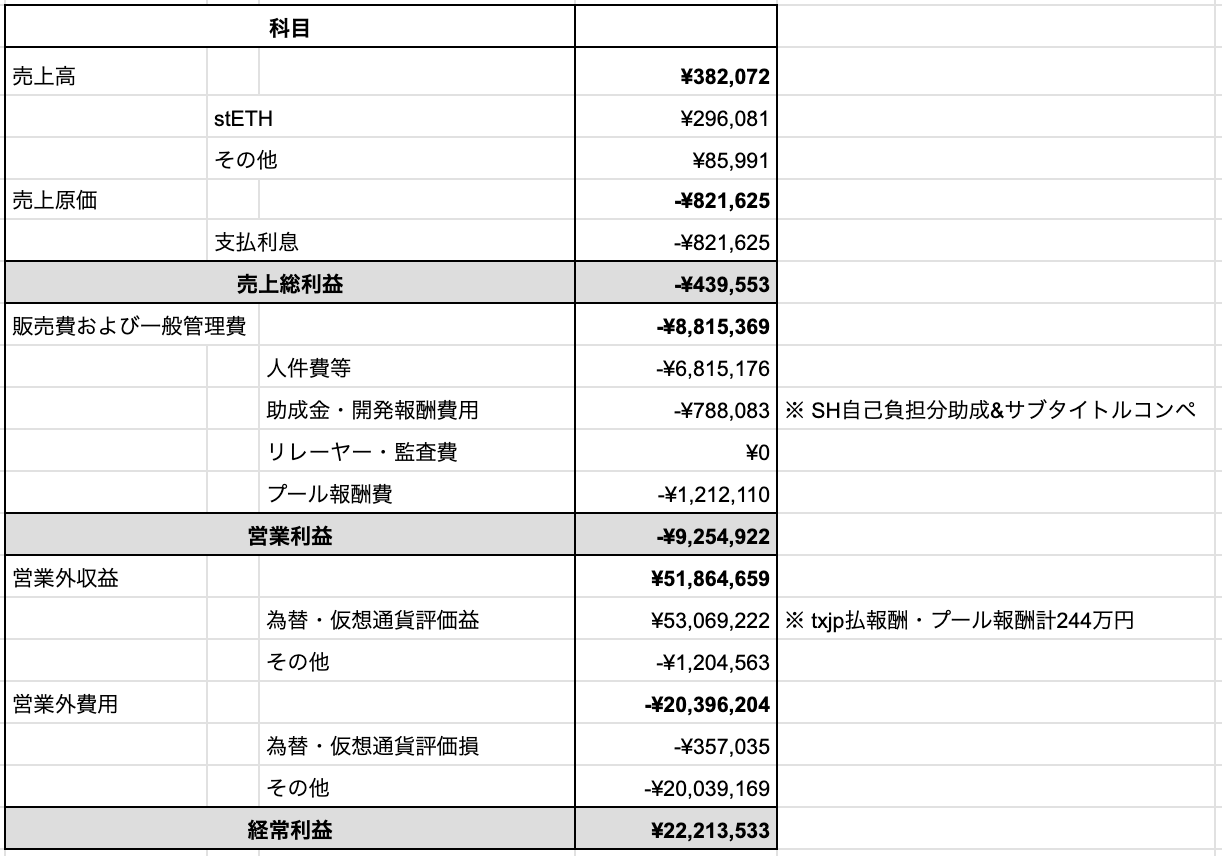 科目
売上高 ¥382,072
stETH ¥296,081
その他 ¥85,991
売上原価 -¥821,625
支払利息 -¥821,625
売上総利益 -¥439,553
販売費および一般管理費 -¥8,815,369
人件費等 -¥6,815,176
助成金・開発報酬費用 -¥788,083 ※ SH自己負担分助成&サブタイトルコンペ
リレーヤー・監査費 ¥0
プール報酬費 -¥1,212,110
営業利益 -¥9,254,922
営業外収益 ¥51,864,659
為替・仮想通貨評価益 ¥53,069,222 ※ txjp払報酬・プール報酬計244万円
その他 -¥1,204,563
営業外費用 -¥20,396,204
為替・仮想通貨評価損 -¥357,035
その他 -¥20,039,169
経常利益 ¥22,213,533